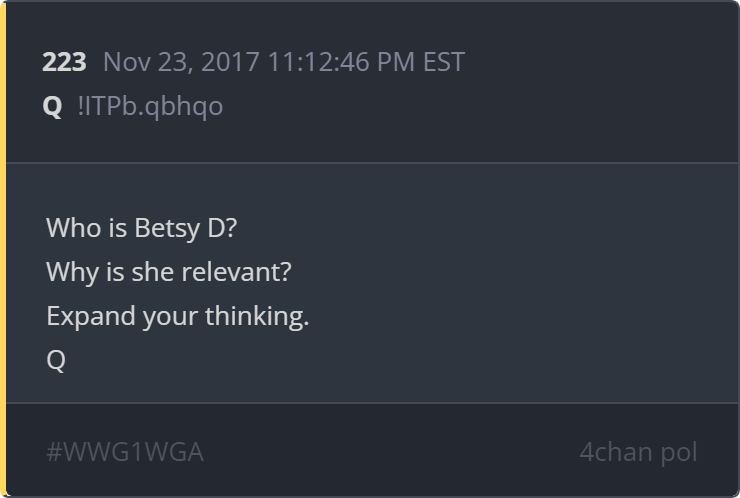 223 Nov 23, 2017 11:12:46 PM EST
Q !ITPb.qbhqo
Who is Betsy D?
Why is she relevant?
Expand your thinking.
Q
#WWG1WGA 4chan pol